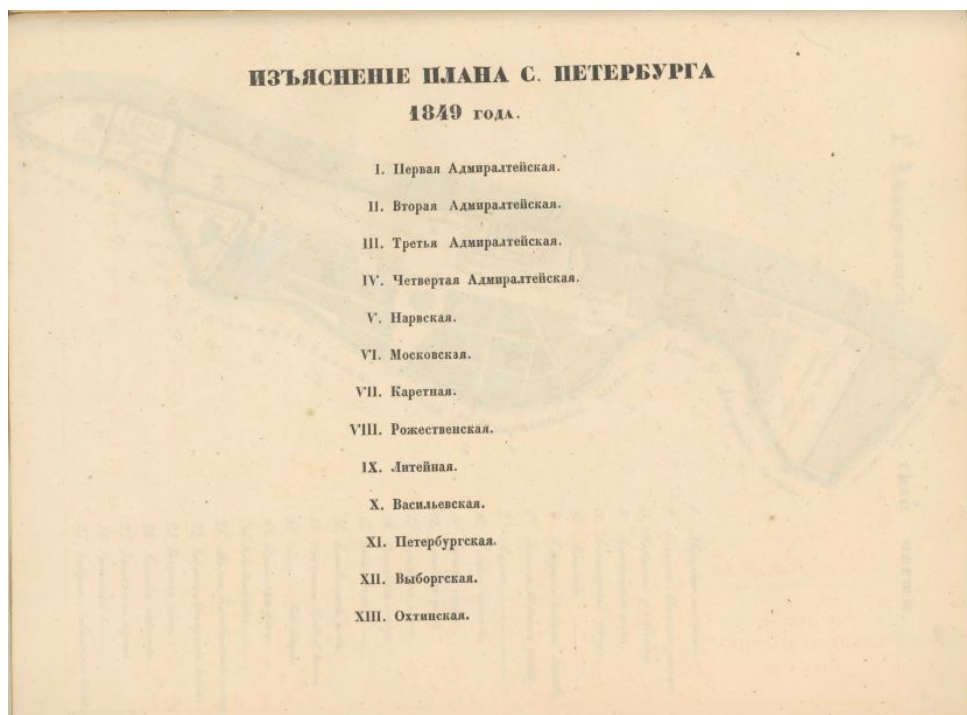 ИЗЪЯСНЕНІЕ ПЛАНА С. ПЕТЕРБУРГА
1849 ГОДА.
I. Первая Адмиралтейская.
II. Вторая Адмиралтейская.
III. Третья Адмиралтейская.
IV. Четвертая Адмиралтейская.
V. Нарвская.
VI. Московская.
VII. Каретная.
VIII. Рожественская.
IX. Литейная.
X. Васильевская.
XI. Петербургская.
XII. Выборгская.
XIII. Охтинская.